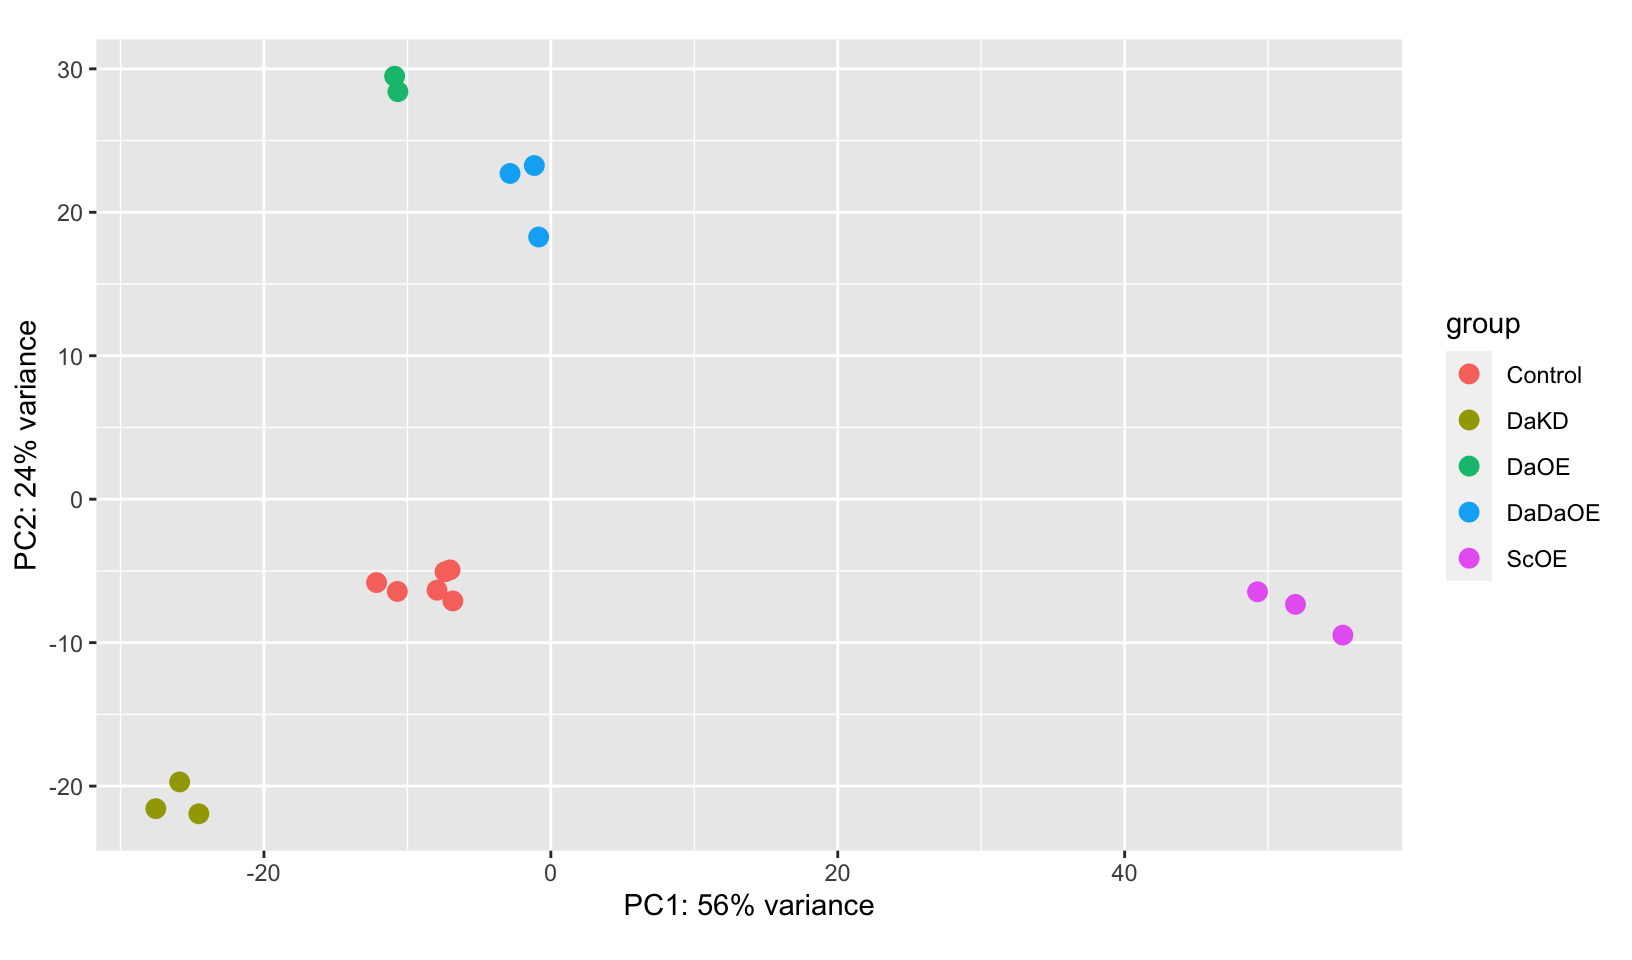 30
20
10
0
-10
-20
PC2: 24% variance
-20 0 20 40
PC1: 56% variance
group
Control
DaKD
DaOE
DaDaOE
ScOE